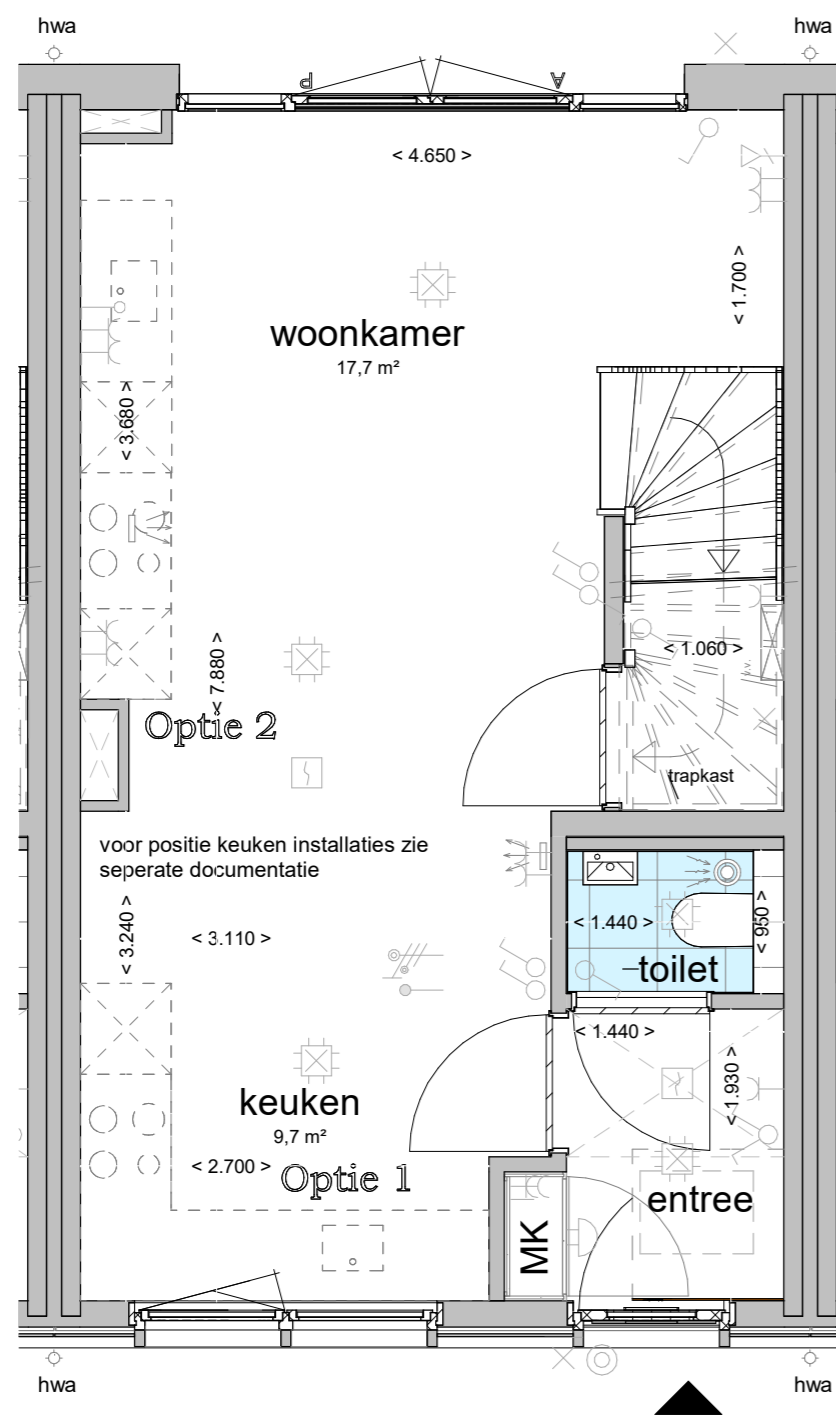 hwa
hwa
P
A
< 4.650 >
< 1.700 >
woonkamer
17,7 m²
< 3.680 >
< 1.060 >
< 7.880 >
Optie 2
trapkast
voor positie keuken installaties zie
seperate documentatie
< 3.240 >
< 3.110 >
< 1.440 >
< 950 >
toilet
< 1.440 >
< 1.930 >
keuken
9,7 m²
< 2.700 >
Optie 1
entree
MK
hwa
hwa